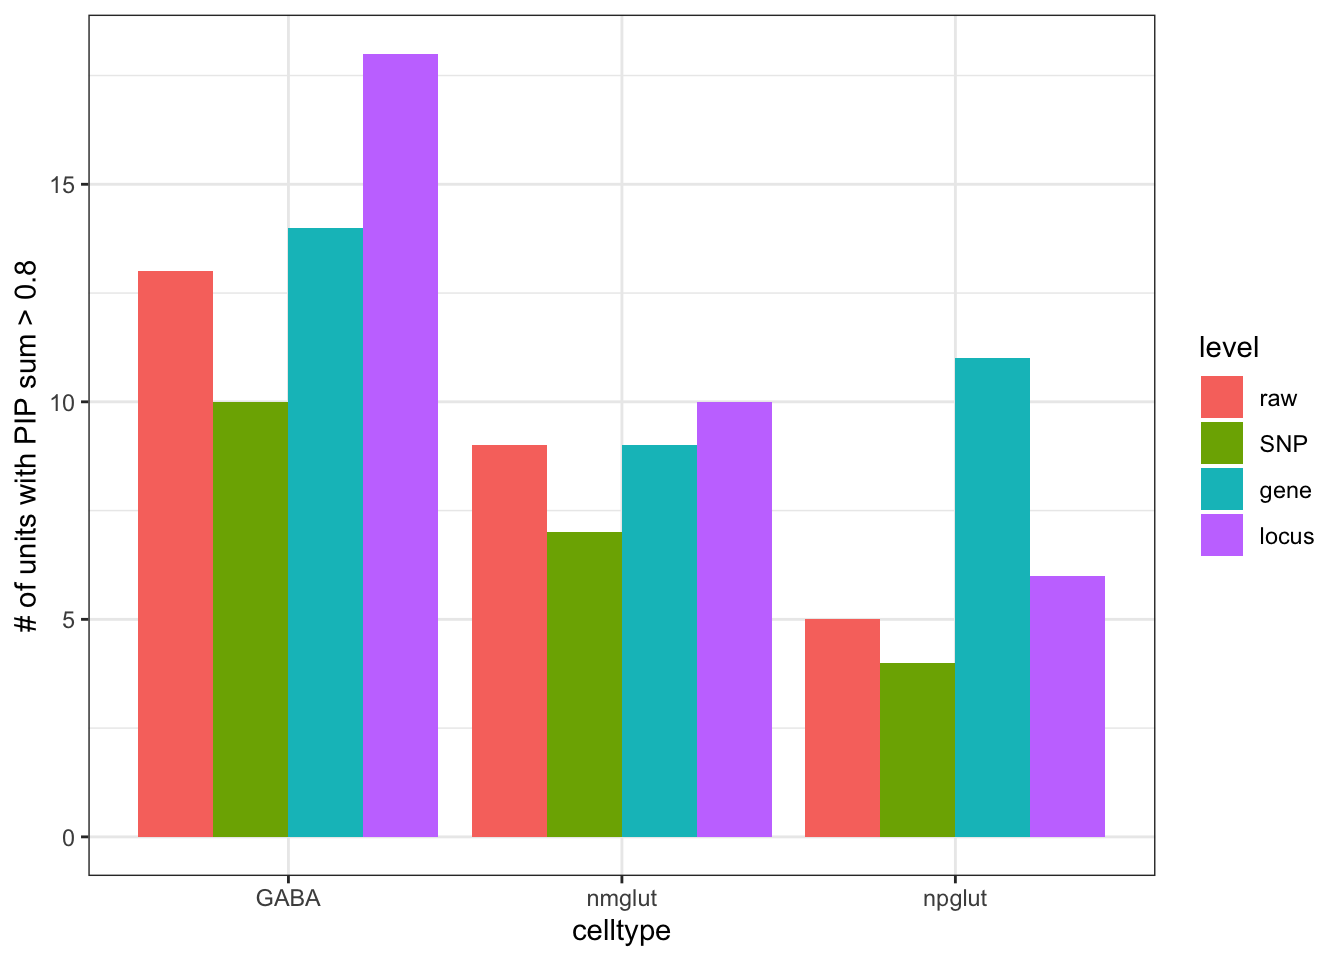 # of units with PIP sum > 0.8
15
10
5
0
GABA
nmglut
npglut
celltype
level
raw
SNP
gene
locus